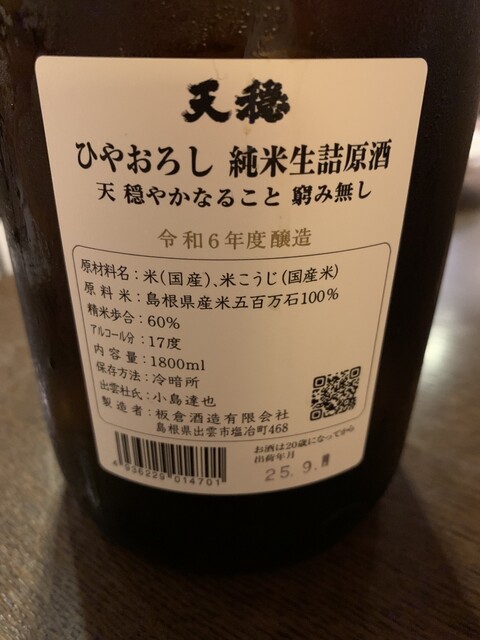 天穏
ひやおろし 純米生詰原酒
天 穏やかなること 窮み無し
令和6年度醸造
原材料名：米(国産)、米こうじ(国産米)
原料米：島根県産米五百万石100%
精米歩合：60%
アルコール分：17度
内容量：1800ml
保存方法：冷暗所
出雲杜氏：小島達也
製造者：板倉酒造有限会社
島根県出雲市塩冶町468
お酒は20歳になってから
出荷年月
25.9.
4 936229 014701